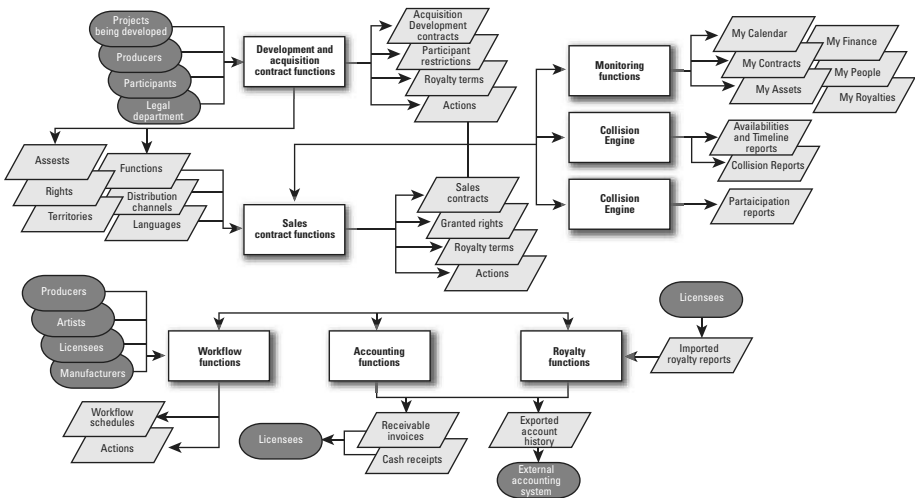 Projects
being developed
Producers
Participants
Legal
department
Development and
acquisition
contract functions
Acquisition
Development
contracts
Participant
restrictions
Royalty terms
Actions
Monitoring
functions
My Calendar
My Contracts
My Assets
My Finance
My People
My Royalties
Collision
Engine
Availabilities
and Timeline
reports
Collision Reports
Collision
Engine
Partaicipation
reports
Assests
Rights
Territories
Functions
Distribution
channels
Languages
Sales
contract functions
Sales
contracts
Granted rights
Royalty terms
Actions
Producers
Artists
Licensees
Manufacturers
Workflow
functions
Accounting
functions
Royalty
functions
Licensees
Imported
royalty reports
Workflow
schedules
Actions
Licensees
Receivable
invoices
Cash receipts
Exported
account
history
External
accounting
system